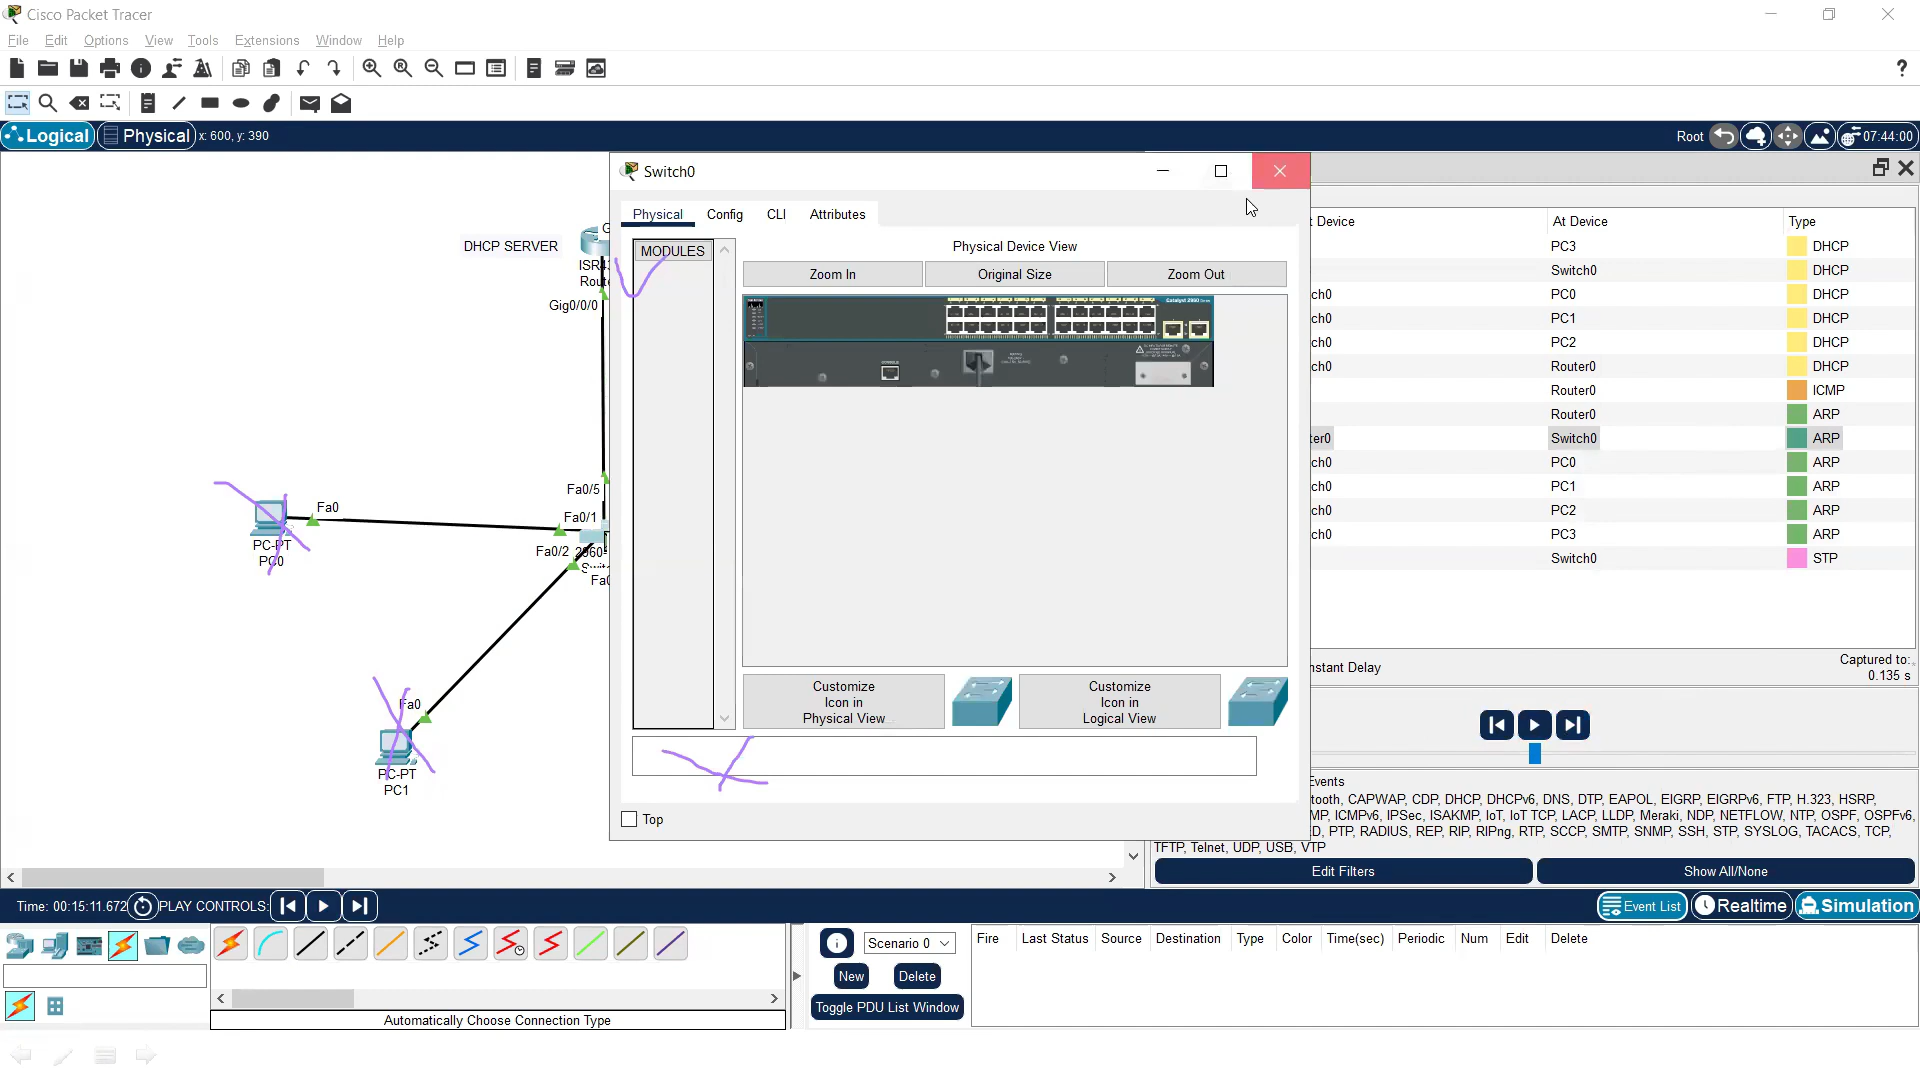 Cisco Packet Tracer
File Edit Options View Tools Extensions Window Help
Logical Physical x: 600, y: 390
Root 07:44:00
Switch0
Physical Config CLI Attributes
MODULES
Physical Device View
Zoom In Original Size Zoom Out
Catalyst 2960
Customize
Icon in
Physical View
Customize
Icon in
Logical View
Top
DHCP SERVER
G
ISR4
Rout
Gig0/0/0
Fa0/5
Fa0/1
Fa0/2 2960-
Switc
Fa0
Fa0
PC-PT
PC0
Fa0
PC-PT
PC1
t Device At Device Type
PC3 DHCP
Switch0 DHCP
ch0 PC0 DHCP
ch0 PC1 DHCP
ch0 PC2 DHCP
ch0 Router0 DHCP
Router0 ICMP
Router0 ARP
ter0 Switch0 ARP
ch0 PC0 ARP
ch0 PC1 ARP
ch0 PC2 ARP
ch0 PC3 ARP
Switch0 STP
nstant Delay
Captured to:
0.135 s
Events
tooth, CAPWAP, CDP, DHCP, DHCPv6, DNS, DTP, EAPOL, EIGRP, EIGRPv6, FTP, H.323, HSRP,
MP, ICMPv6, IPSec, ISAKMP, IoT, IoT TCP, LACP, LLDP, Meraki, NDP, NETFLOW, NTP, OSPF, OSPFv6,
D, PTP, RADIUS, REP, RIP, RIPng, RTP, SCCP, SMTP, SNMP, SSH, STP, SYSLOG, TACACS, TCP,
TFTP, Telnet, UDP, USB, VTP
Edit Filters Show All/None
Time: 00:15:11.672 PLAY CONTROLS:
Event List Realtime Simulation
Automatically Choose Connection Type
Scenario 0
New Delete
Toggle PDU List Window
Fire Last Status Source Destination Type Color Time(sec) Periodic Num Edit Delete